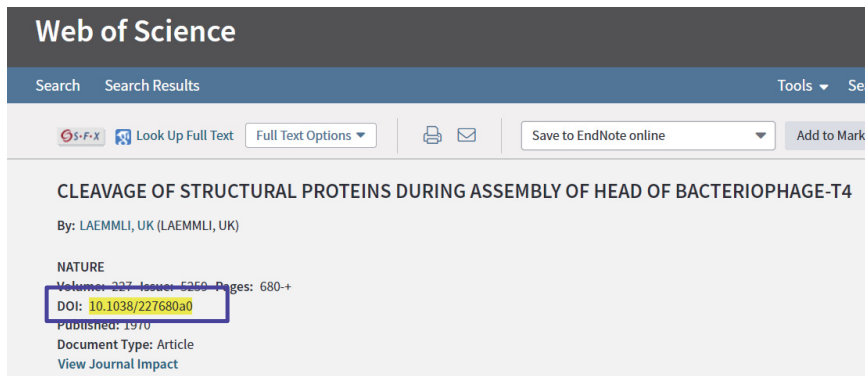 Web of Science
Search Search Results Tools Se
S·F·X Look Up Full Text Full Text Options Save to EndNote online Add to Mark
CLEAVAGE OF STRUCTURAL PROTEINS DURING ASSEMBLY OF HEAD OF BACTERIOPHAGE-T4
By: LAEMMLI, UK (LAEMMLI, UK)
NATURE
Volume: 227 Issue: 5259 Pages: 680-+
DOI: 10.1038/227680a0
Published: 1970
Document Type: Article
View Journal Impact